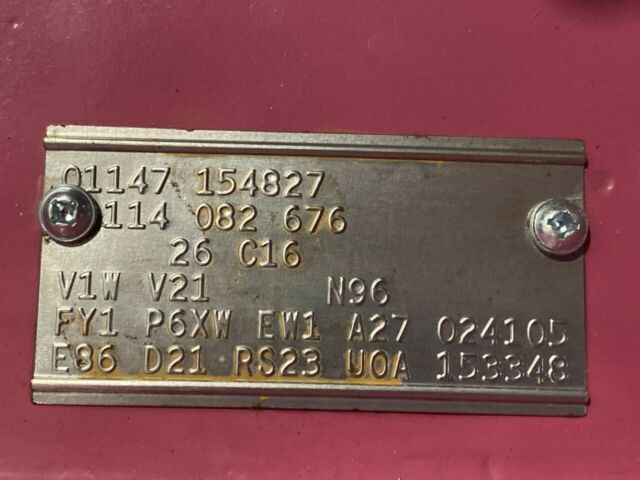 01147 154827
114 082 676
26 C16
V1W V21 N96
FY1 P6XW EW1 A27 024105
E86 D21 RS23 U0A 153348